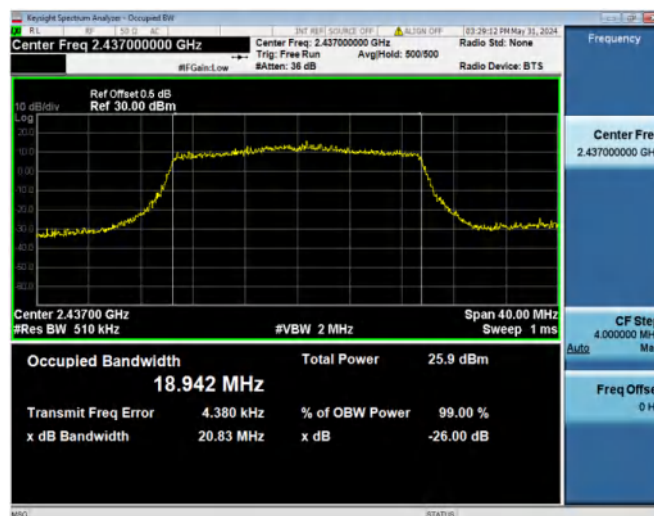 Keysight Spectrum Analyzer - Occupied BW
RL RF 50 Ω AC INT REF SOURCE OFF ALIGN OFF 03:29:12 PM May 31, 2024
Center Freq 2.437000000 GHz
Center Freq: 2.437000000 GHz
Radio Std: None
Trig: Free Run Avg|Hold: 500/500
#IFGain:Low
#Atten: 36 dB
Radio Device: BTS
Ref Offset 0.5 dB
10 dB/div
Ref 30.00 dBm
Log
20.0
10.0
0.00
-10.0
-20.0
-30.0
-40.0
-50.0
-60.0
Center 2.43700 GHz
Span 40.00 MHz
#Res BW 510 kHz
#VBW 2 MHz
Sweep 1 ms
Occupied Bandwidth
Total Power 25.9 dBm
18.942 MHz
Transmit Freq Error 4.380 kHz % of OBW Power 99.00 %
x dB Bandwidth 20.83 MHz x dB -26.00 dB
MSG
STATUS
Frequency
Center Fre
2.437000000 GH
CF Ste
4.000000 MH
Auto Ma
Freq Offse
0 H